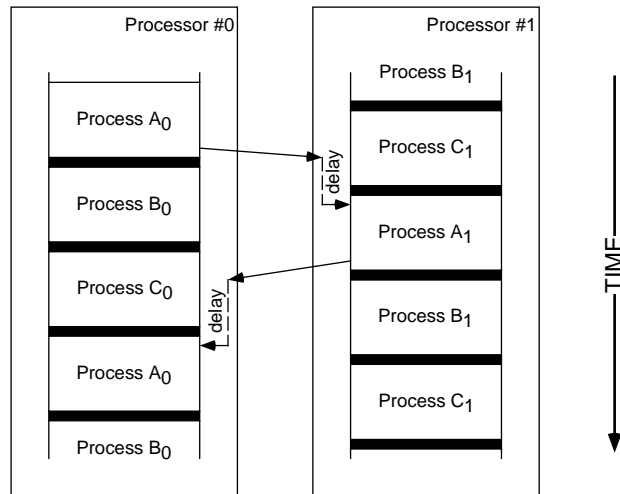 Processor #0
Process A0
Process B0
Process C0
delay
Process A0
Process B0
Processor #1
Process B1
Process C1
delay
Process A1
Process B1
Process C1
TIME